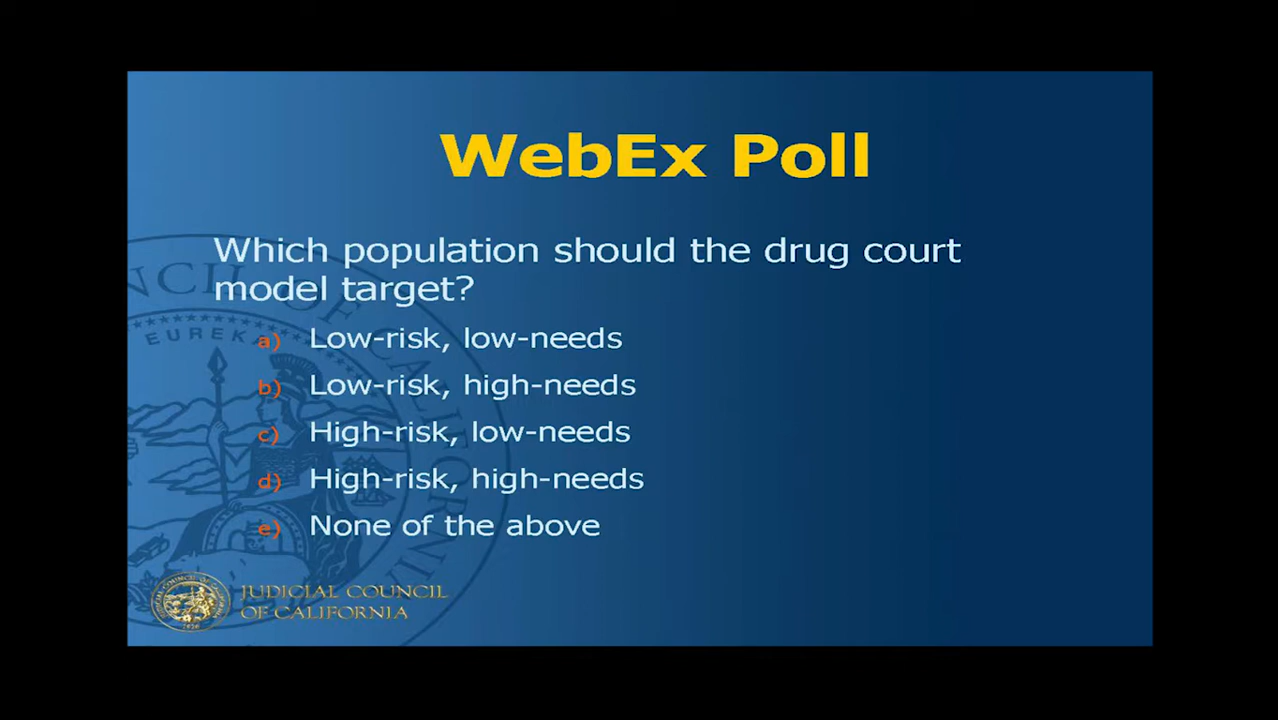 WebEx Poll
Which population should the drug court
model target?
a) Low-risk, low-needs
b) Low-risk, high-needs
c) High-risk, low-needs
d) High-risk, high-needs
e) None of the above
EUREKA
JUDICIAL COUNCIL
OF CALIFORNIA